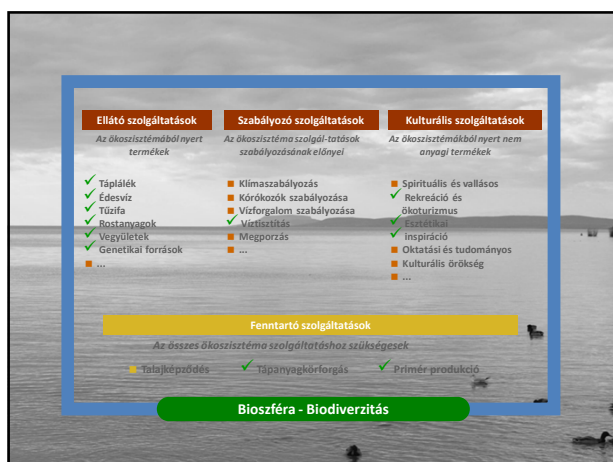 Ellátó szolgáltatások
Az ökoszisztémából nyert
termékek
Táplálék
Édesvíz
Tűzifa
Rostanyagok
Vegyületek
Genetikai források
...
Szabályozó szolgáltatások
Az ökoszisztéma szolgál-tatások
szabályozásának előnyei
Klímaszabályozás
Kórókozók szabályozása
Vízforgalom szabályozása
Víztisztítás
Megporzás
...
Kulturális szolgáltatások
Az ökoszisztémákból nyert nem
anyagi termékek
Spirituális és vallásos
Rekreáció és
ökoturizmus
Esztétikai
inspiráció
Oktatási és tudományos
Kulturális örökség
...
Fenntartó szolgáltatások
Az összes ökoszisztéma szolgáltatáshoz szükségesek
Talajképződés Tápanyagkörforgás Primér produkció
Bioszféra - Biodiverzitás